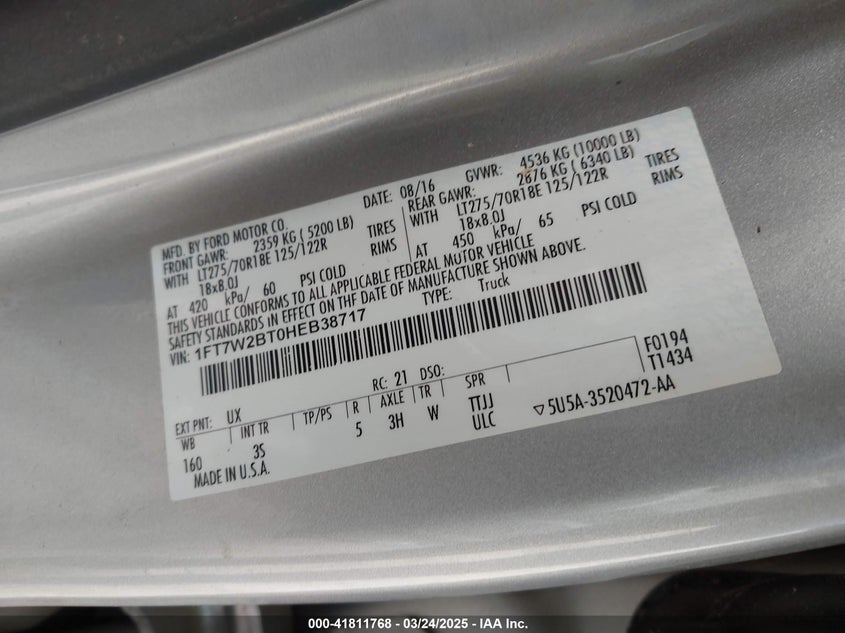 MFD. BY FORD MOTOR CO. DATE: 08/16 GVWR: 4536 KG (10000 LB)
FRONT GAWR: 2359 KG ( 5200 LB) REAR GAWR: 2876 KG ( 6340 LB)
WITH LT275/70R18E 125/122R TIRES WITH LT275/70R18E 125/122R TIRES
18x8.0J RIMS 18x8.0J RIMS
AT 420 kPa/ 60 PSI COLD AT 450 kPa/ 65 PSI COLD
THIS VEHICLE CONFORMS TO ALL APPLICABLE FEDERAL MOTOR VEHICLE
SAFETY STANDARDS IN EFFECT ON THE DATE OF MANUFACTURE SHOWN ABOVE.
VIN: 1FT7W2BT0HEB38717 TYPE: Truck
F0194
T1434
EXT PNT: UX RC: 21 DSO:
WB INT TR TP/PS R AXLE TR SPR
160 3S 5 3H W TTJJ
ULC
▽5U5A-3520472-AA
MADE IN U.S.A.
000-41811768 - 03/24/2025 - IAA Inc.